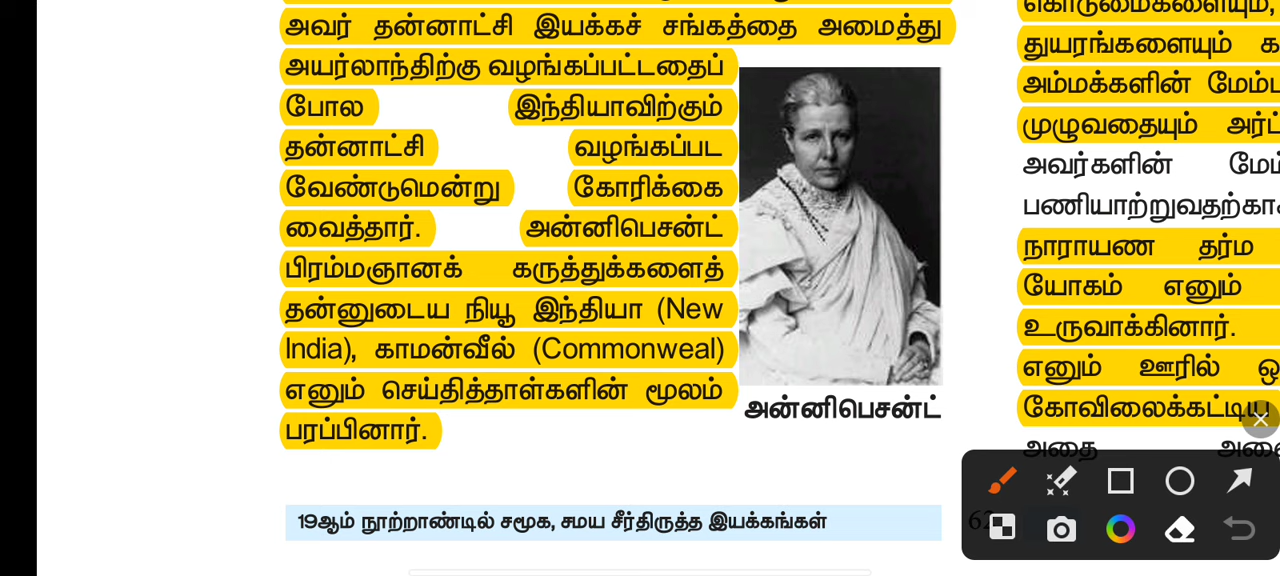 அவர் தன்னாட்சி இயக்கச் சங்கத்தை அமைத்து
அயர்லாந்திற்கு வழங்கப்பட்டதைப்
போல இந்தியாவிற்கும்
தன்னாட்சி வழங்கப்பட
வேண்டுமென்று கோரிக்கை
வைத்தார். அன்னிபெசன்ட்
பிரம்மஞானக் கருத்துக்களைத்
தன்னுடைய நியூ இந்தியா (New
India), காமன்வீல் (Commonweal)
எனும் செய்தித்தாள்களின் மூலம்
பரப்பினார்.
அன்னிபெசன்ட்
19ஆம் நூற்றாண்டில் சமூக, சமய சீர்திருத்த இயக்கங்கள்
கொடுமைகளையும்,
துயரங்களையும்
அம்மக்களின்
முழுவதையும்
அவர்களின்
நாராயண தர்ம
யோகம் எனும்
உருவாக்கினார்.
எனும் ஊரில்
கோவிலைக்கட்டிய
அதை